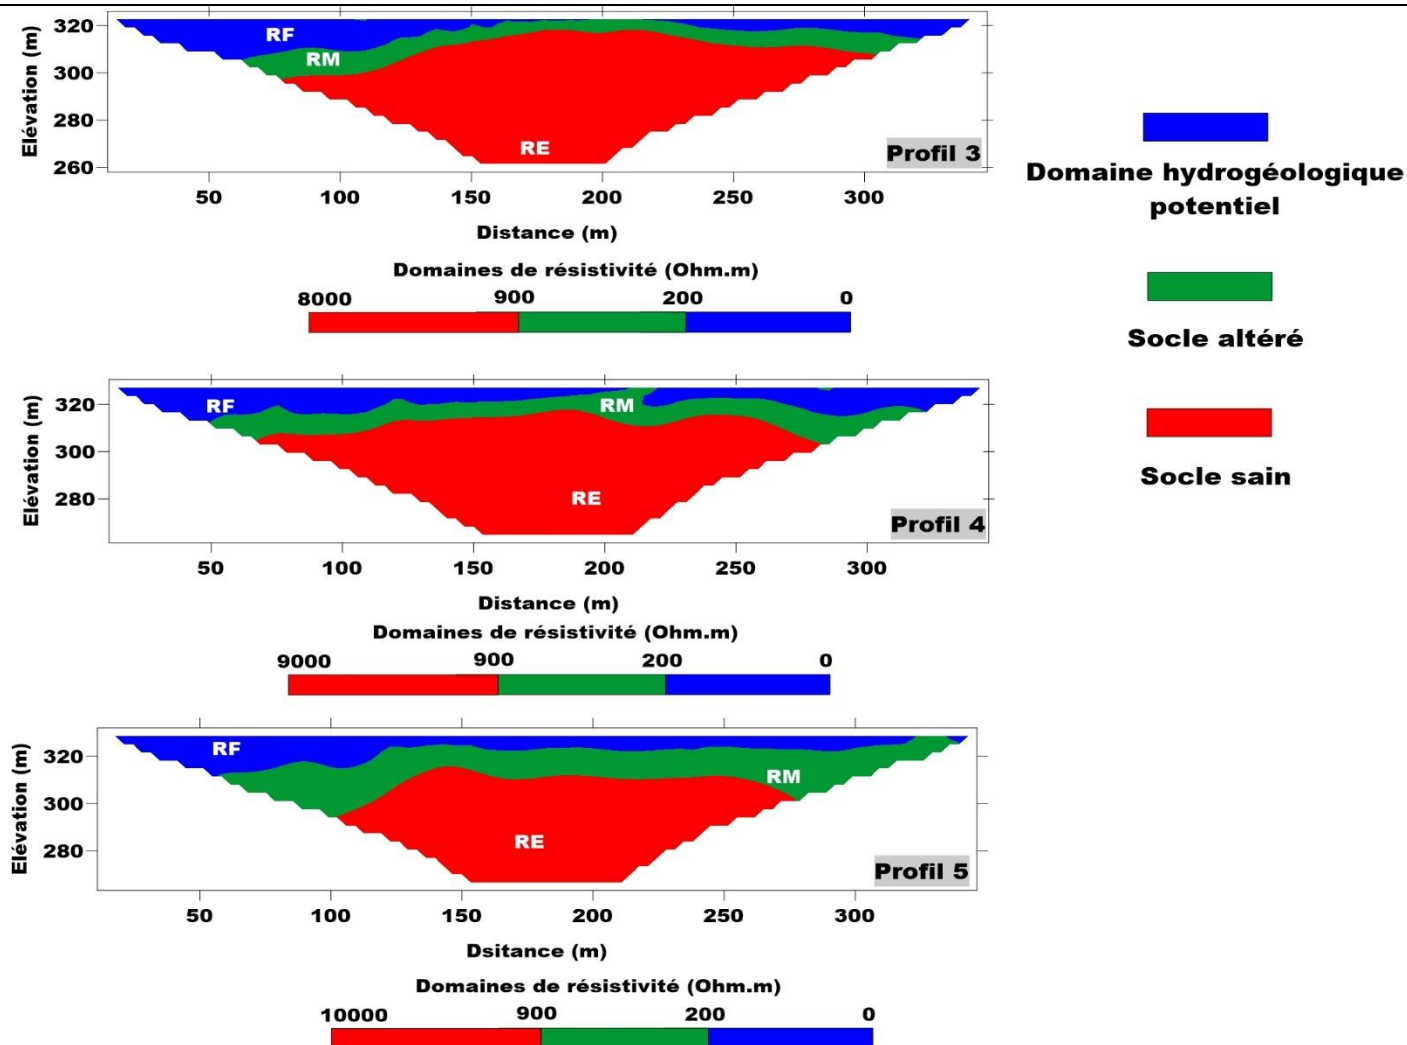 Elévation (m)
320
300
280
260
RF
RM
RE
Profil 3
50 100 150 200 250 300
Distance (m)
Domaines de résistivité (Ohm.m)
8000 900 200 0
Elévation (m)
320
300
280
RF
RM
RE
Profil 4
50 100 150 200 250 300
Distance (m)
Domaines de résistivité (Ohm.m)
9000 900 200 0
Elévation (m)
320
300
280
RF
RM
RE
Profil 5
50 100 150 200 250 300
Dsitance (m)
Domaines de résistivité (Ohm.m)
10000 900 200 0
Domaine hydrogéologique
potentiel
Socle altéré
Socle sain